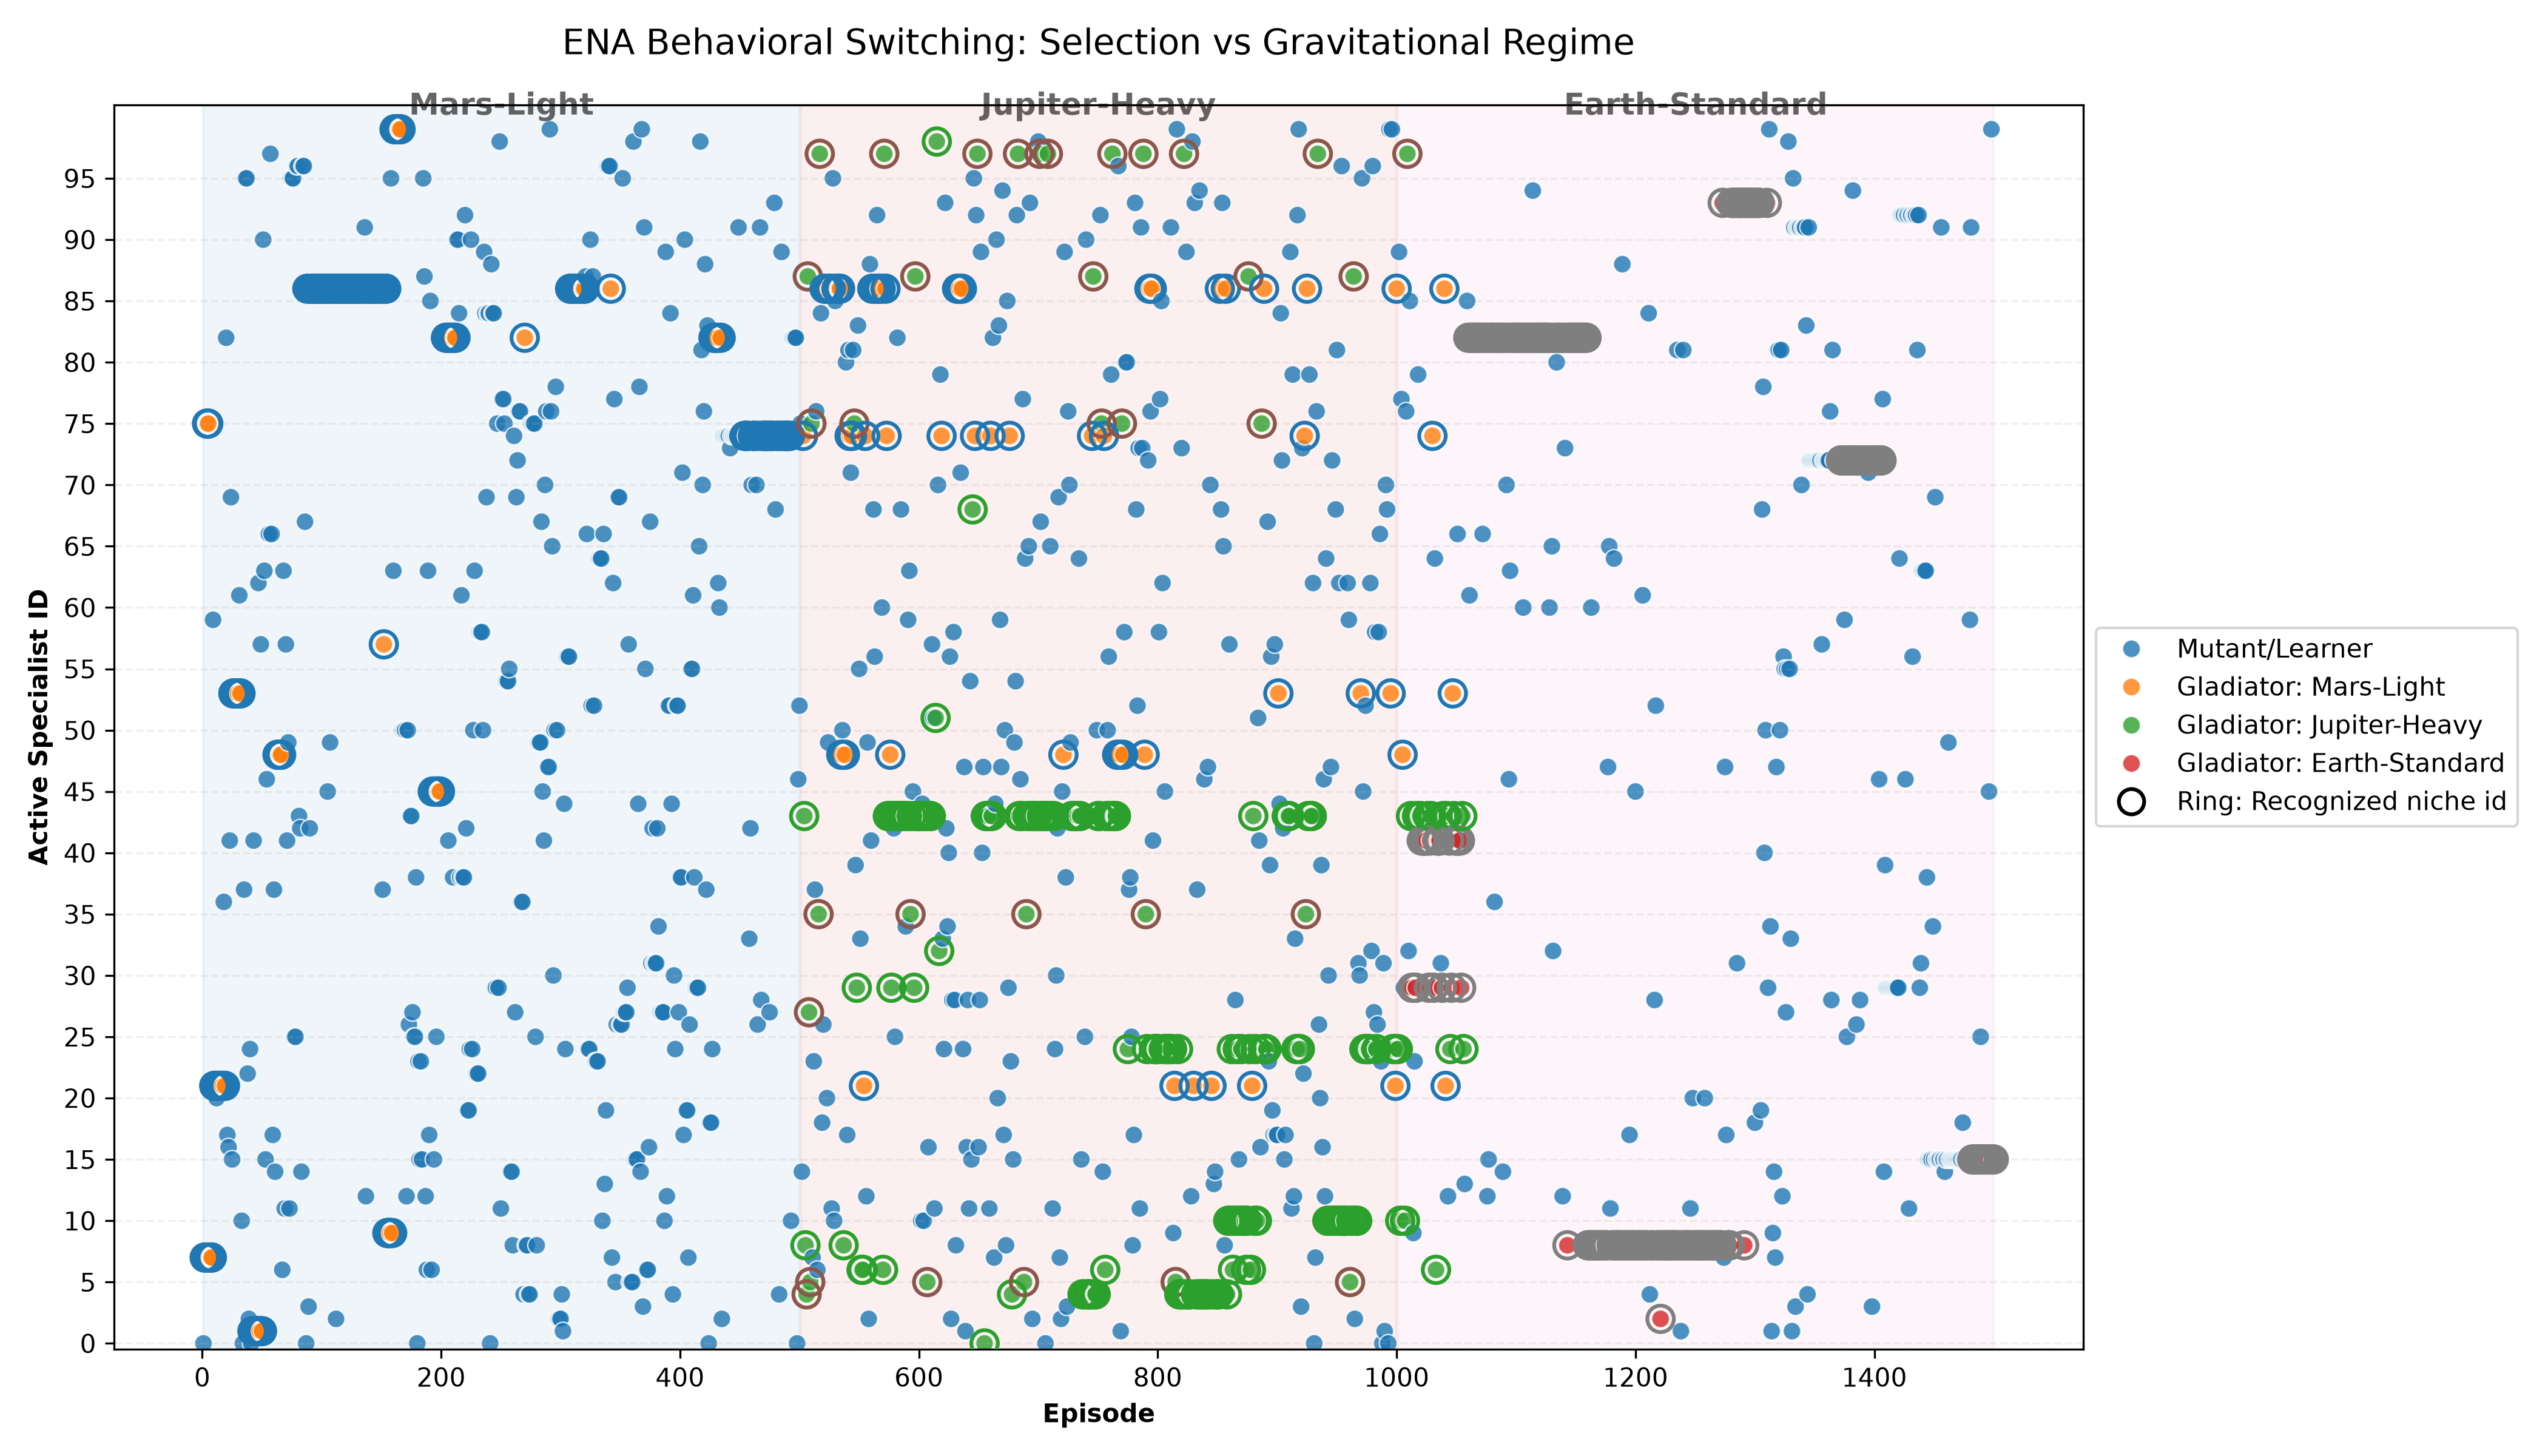 ENA Behavioral Switching: Selection vs Gravitational Regime
Mars-Light
Jupiter-Heavy
Earth-Standard
Active Specialist ID
95
90
85
80
75
70
65
60
55
50
45
40
35
30
25
20
15
10
5
0
0
200
400
600
800
1000
1200
1400
Episode
Mutant/Learner
Gladiator: Mars-Light
Gladiator: Jupiter-Heavy
Gladiator: Earth-Standard
Ring: Recognized niche id